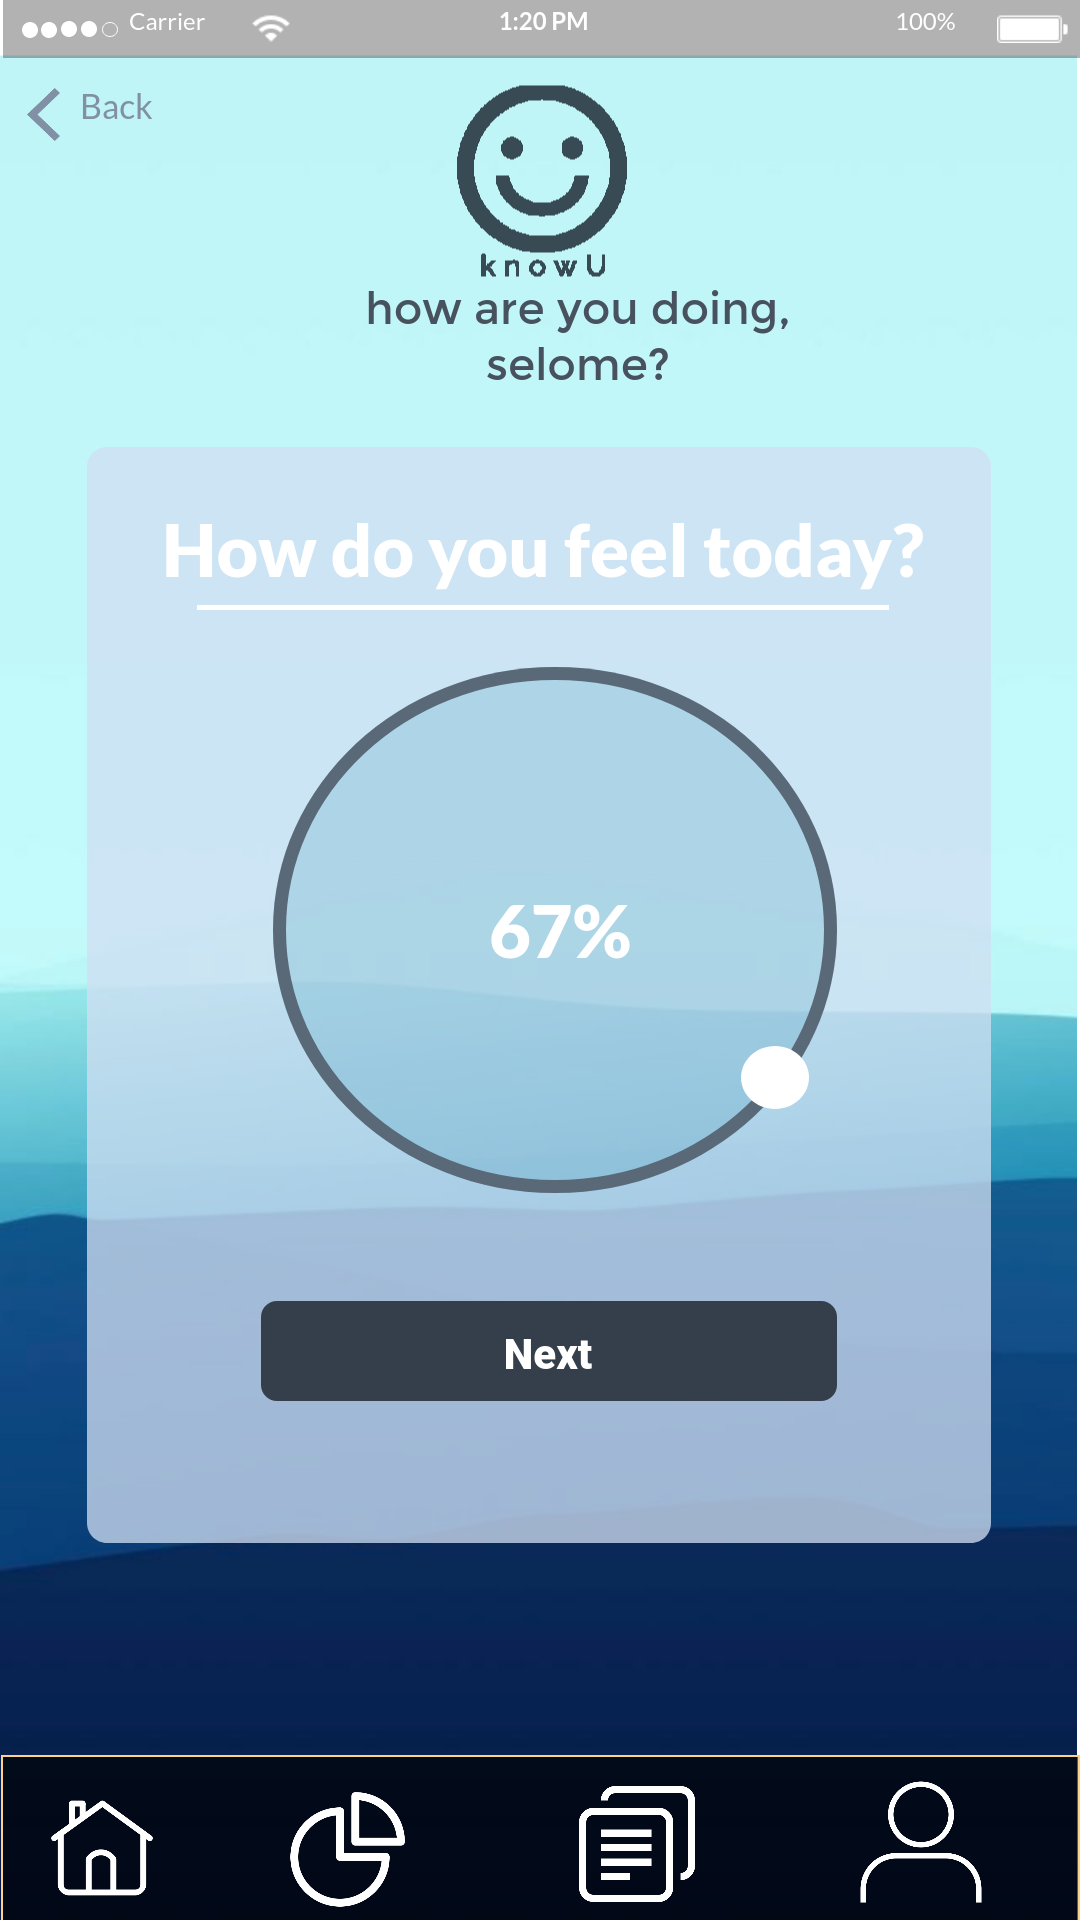 Carrier 1:20 PM 100%
Back
knowU
how are you doing,
selome?
How do you feel today?
67%
Next